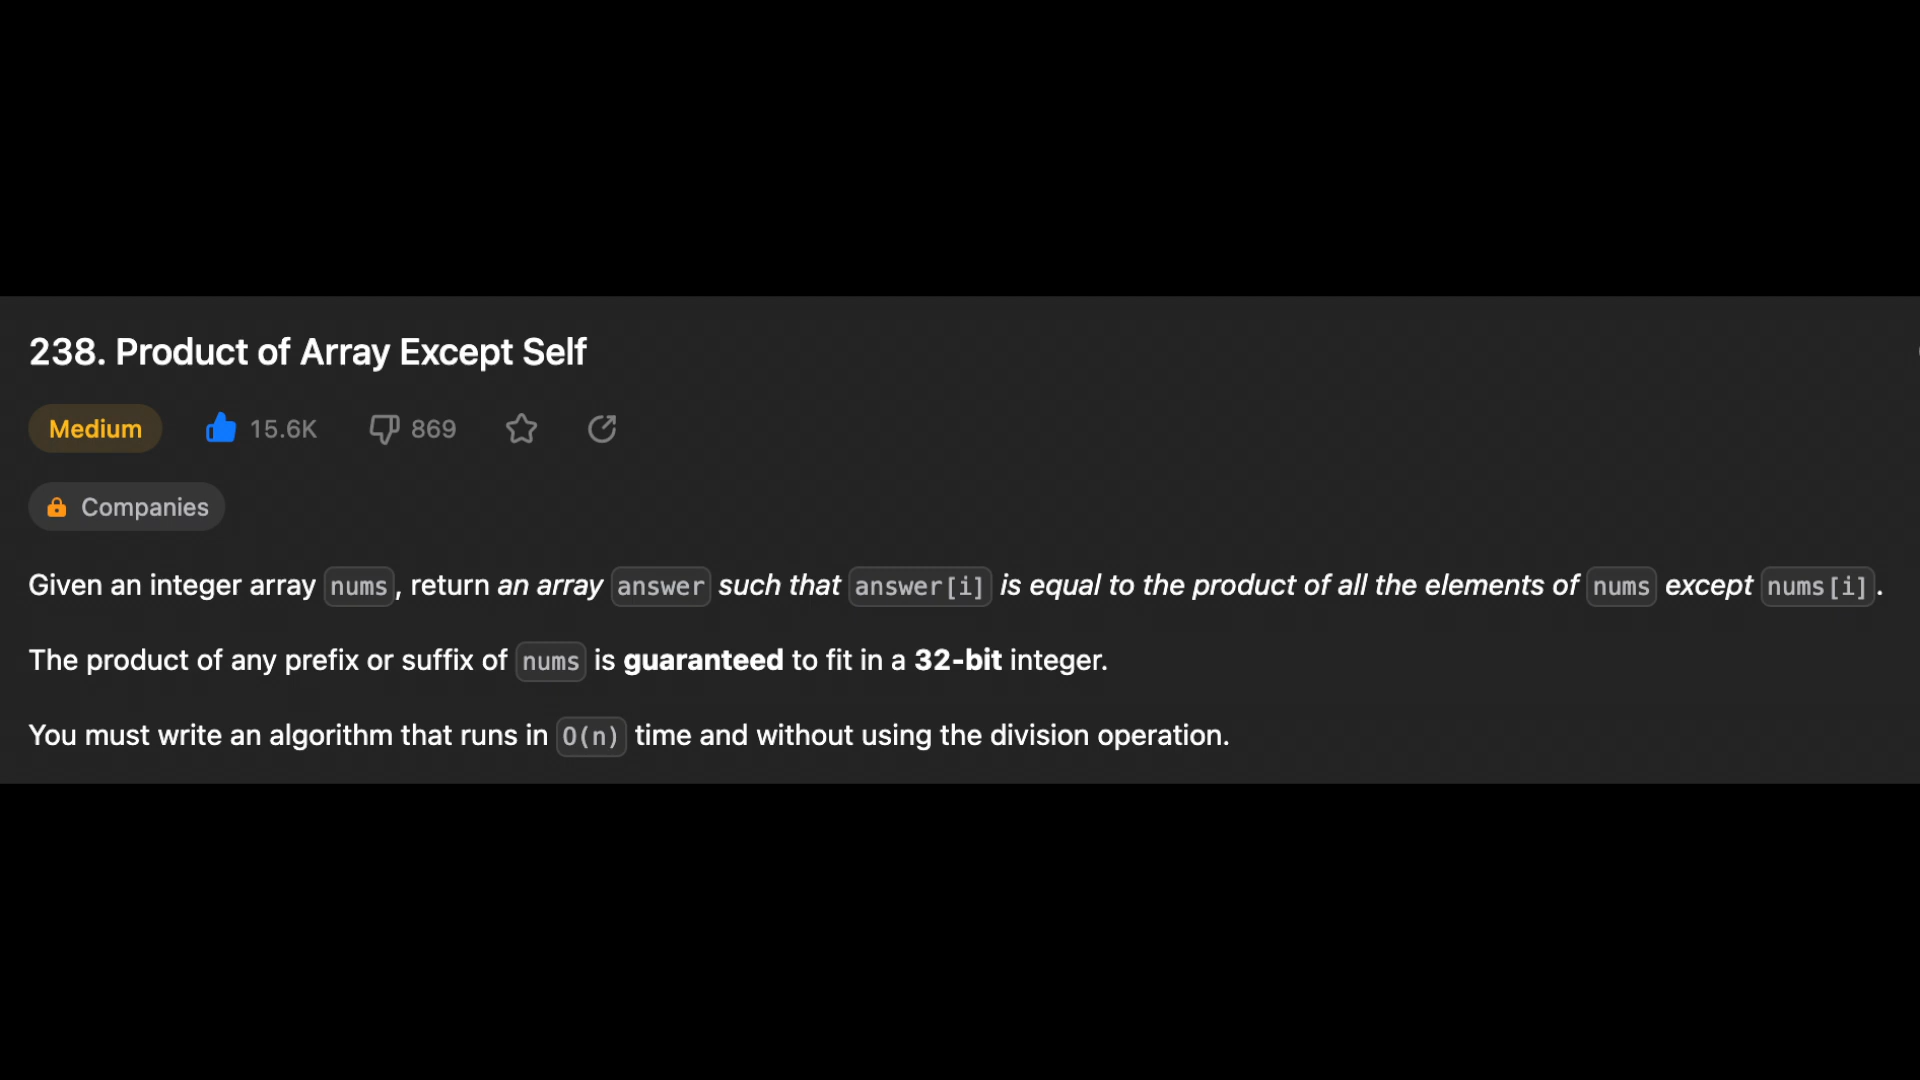 238. Product of Array Except Self
Medium 15.6K 869
Companies
Given an integer array nums, return an array answer such that answer[i] is equal to the product of all the elements of nums except nums[i].
The product of any prefix or suffix of nums is guaranteed to fit in a 32-bit integer.
You must write an algorithm that runs in O(n) time and without using the division operation.